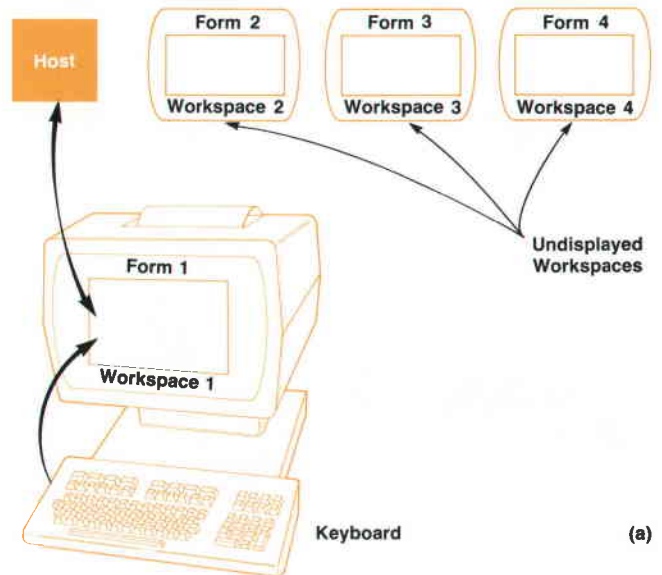 Host
Form 2
Workspace 2
Form 3
Workspace 3
Form 4
Workspace 4
Undisplayed
Workspaces
Form 1
Workspace 1
Keyboard
(a)